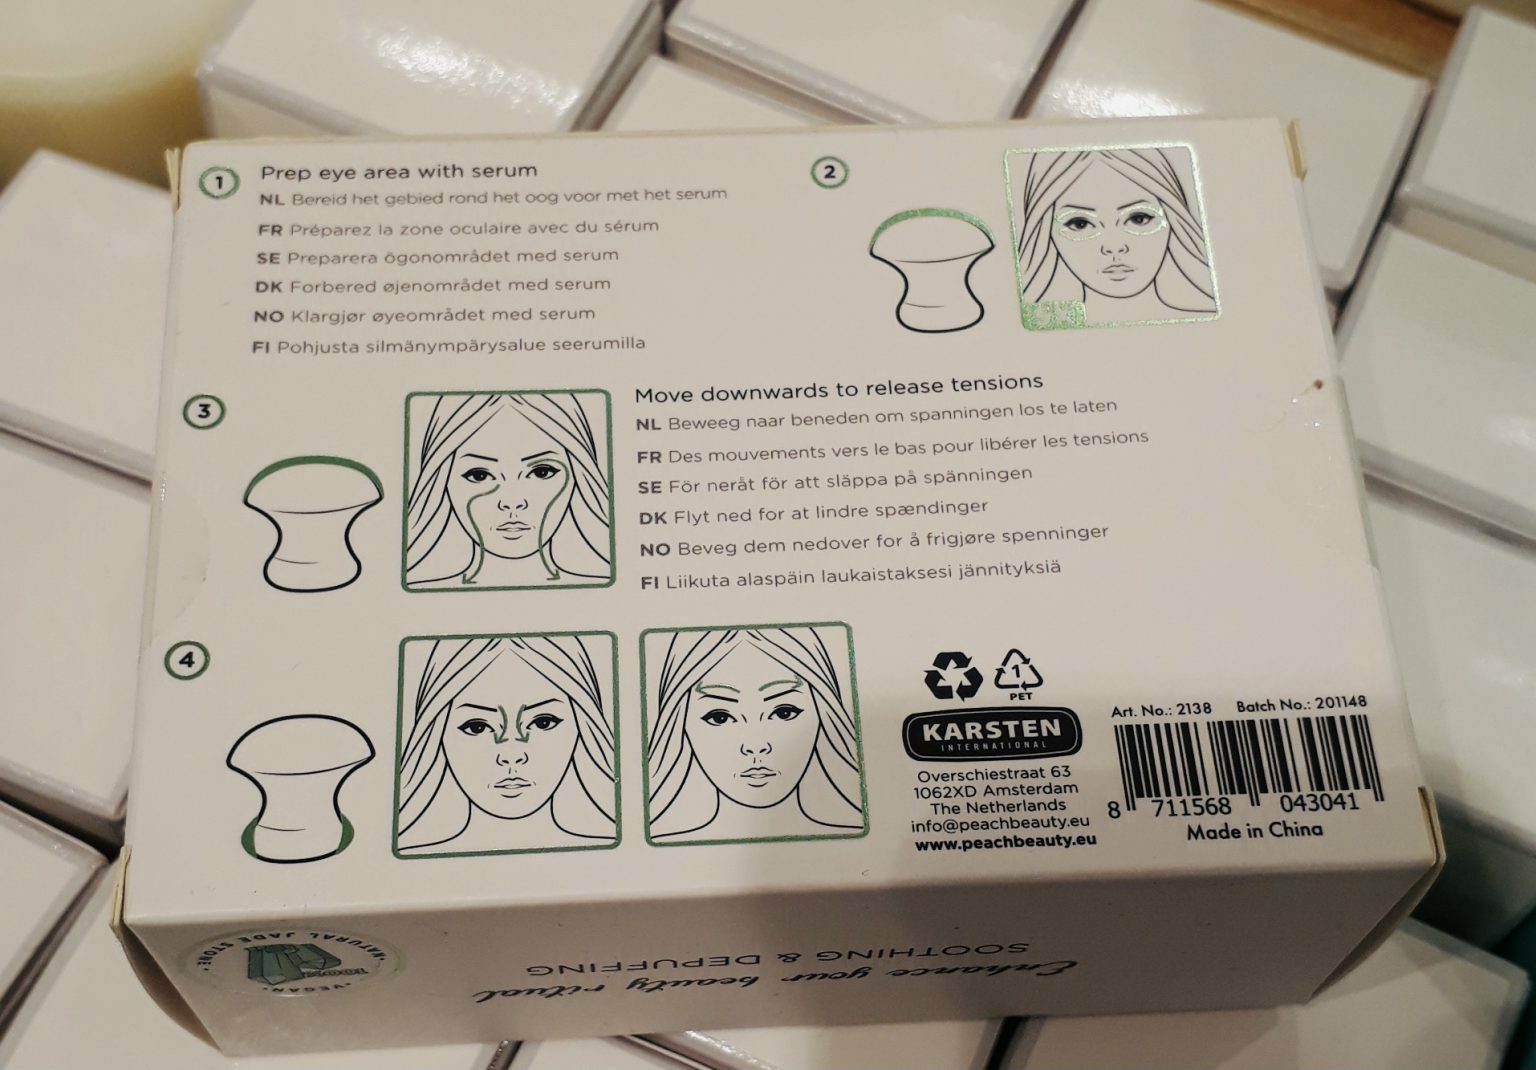 1
Prep eye area with serum
NL Bereid het gebied rond het oog voor met het serum
FR Préparez la zone oculaire avec du sérum
SE Preparera ögonområdet med serum
DK Forbered øjenområdet med serum
NO Klargjør øyeområdet med serum
FI Pohjusta silmänympärysalue seerumilla
2
3
Move downwards to release tensions
NL Beweeg naar beneden om spanningen los te laten
FR Des mouvements vers le bas pour libérer les tensions
SE För neråt för att släppa på spänningen
DK Flyt ned for at lindre spændinger
NO Beveg dem nedover for å frigjøre spenninger
FI Liikuta alaspäin laukaistaksesi jännityksiä
4
1
PET
KARSTEN
INTERNATIONAL
Overschiestraat 63
1062XD Amsterdam
The Netherlands
info@peachbeauty.eu
www.peachbeauty.eu
Art. No.: 2138 Batch No.: 201148
8 711568 043041
Made in China
Enhance your beauty ritual
SOOTHING & DEPUFFING
NATURAL JADE STONE
100%
VEGAN